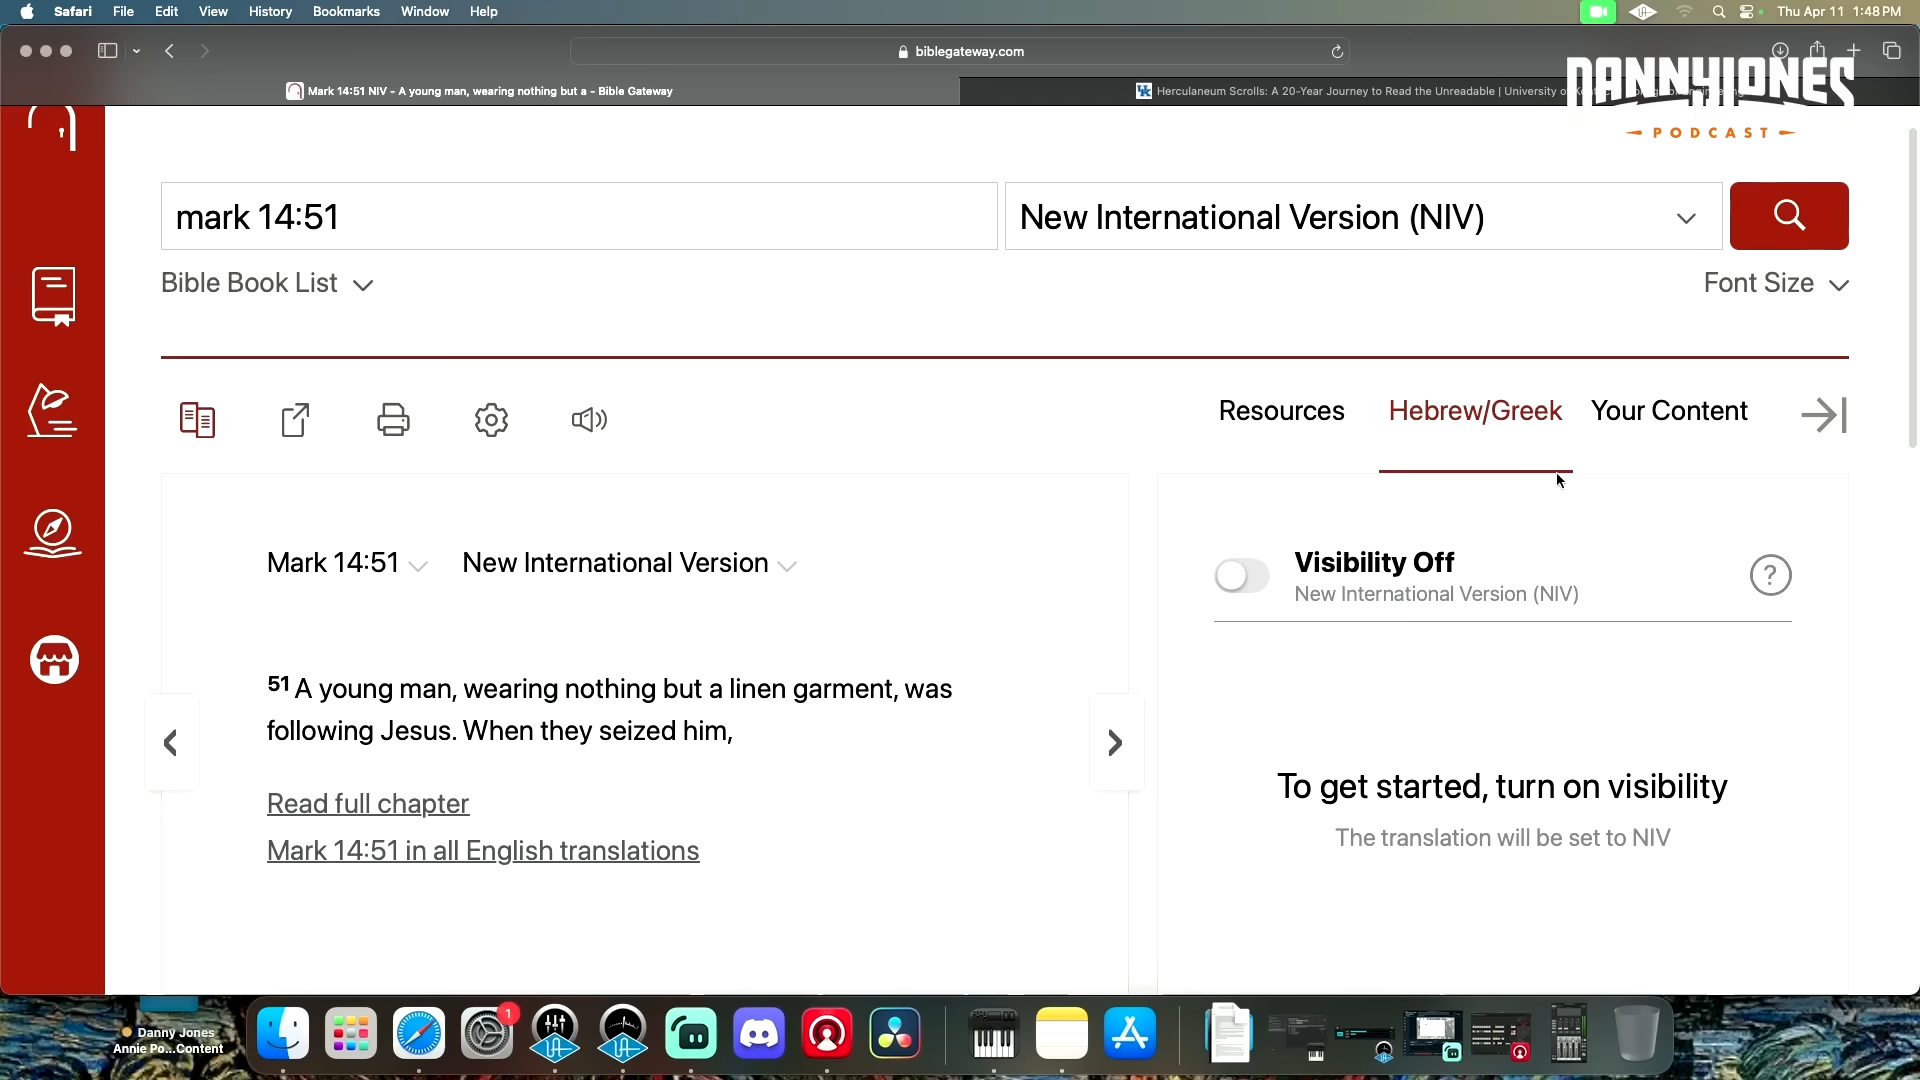 Safari File Edit View History Bookmarks Window Help
Thu Apr 11 1:48 PM
biblegateway.com
Mark 14:51 NIV - A young man, wearing nothing but a - Bible Gateway
Herculaneum Scrolls: A 20-Year Journey to Read the Unreadable | University
DANNY JONES
PODCAST
mark 14:51
New International Version (NIV)
Bible Book List
Font Size
Resources
Hebrew/Greek
Your Content
Mark 14:51
New International Version
Visibility Off
New International Version (NIV)
?
51 A young man, wearing nothing but a linen garment, was
following Jesus. When they seized him,
To get started, turn on visibility
The translation will be set to NIV
Read full chapter
Mark 14:51 in all English translations
1
Danny Jones
Annie Po...Content